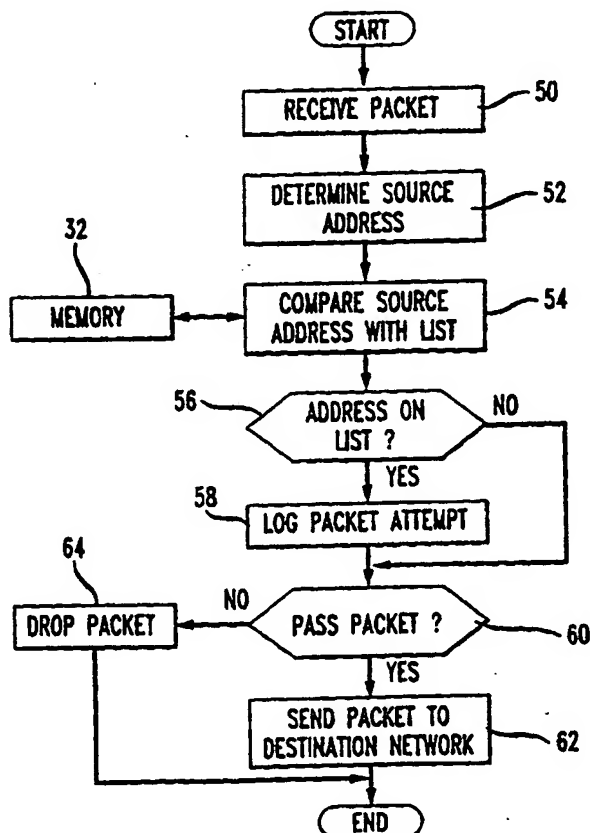 START
RECEIVE PACKET
50
DETERMINE SOURCE
ADDRESS
52
32
MEMORY
COMPARE SOURCE
ADDRESS WITH LIST
54
56
ADDRESS ON
LIST ?
NO
YES
58
LOG PACKET ATTEMPT
64
DROP PACKET
NO
PASS PACKET ?
60
YES
SEND PACKET TO
DESTINATION NETWORK
62
END